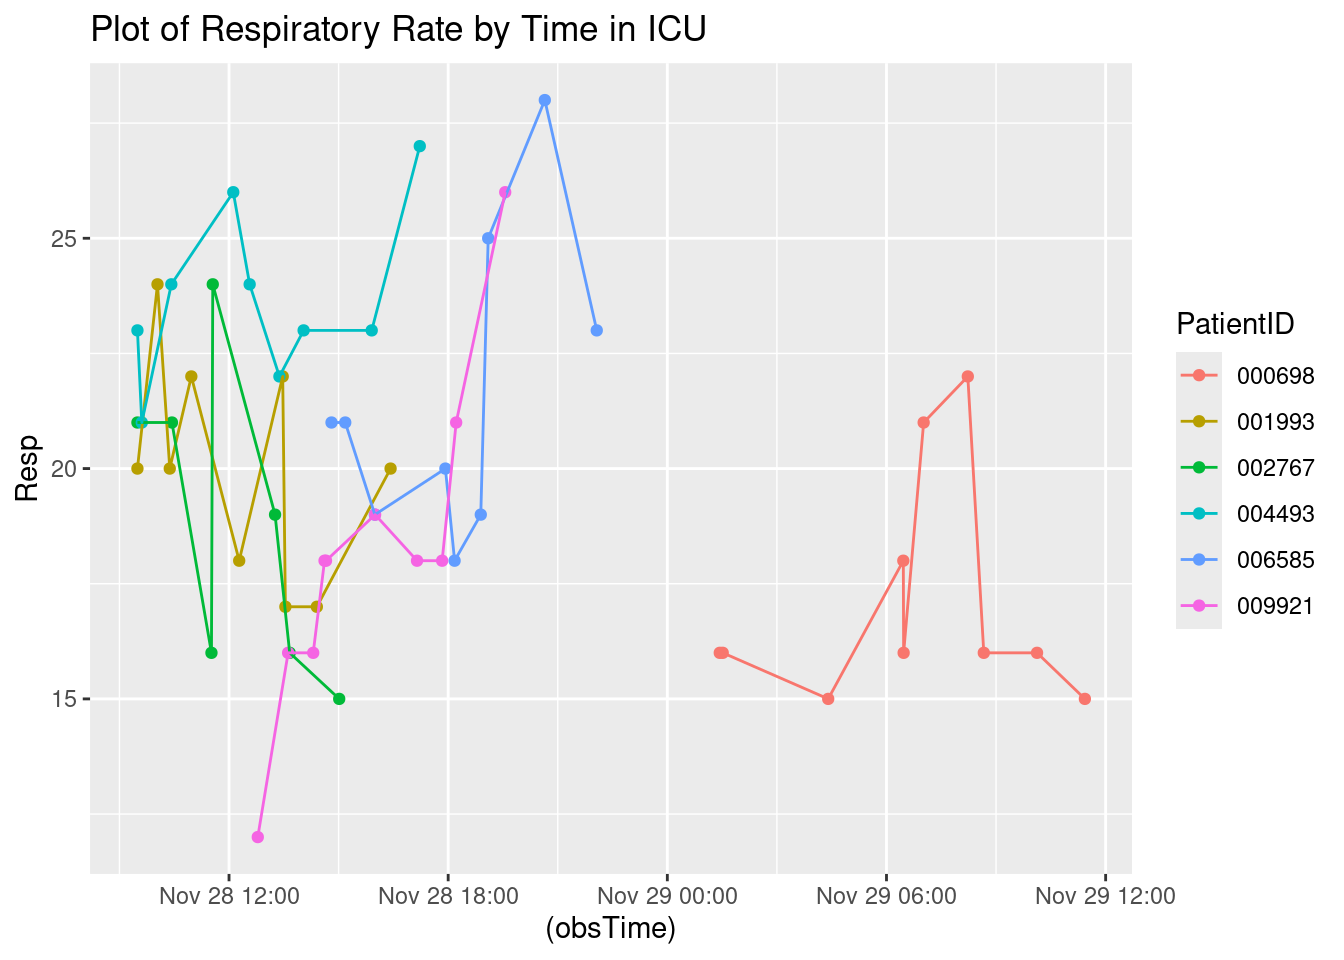 Plot of Respiratory Rate by Time in ICU
Resp
25
20
15
Nov 28 12:00
Nov 28 18:00
Nov 29 00:00
Nov 29 06:00
Nov 29 12:00
(obsTime)
PatientID
000698
001993
002767
004493
006585
009921